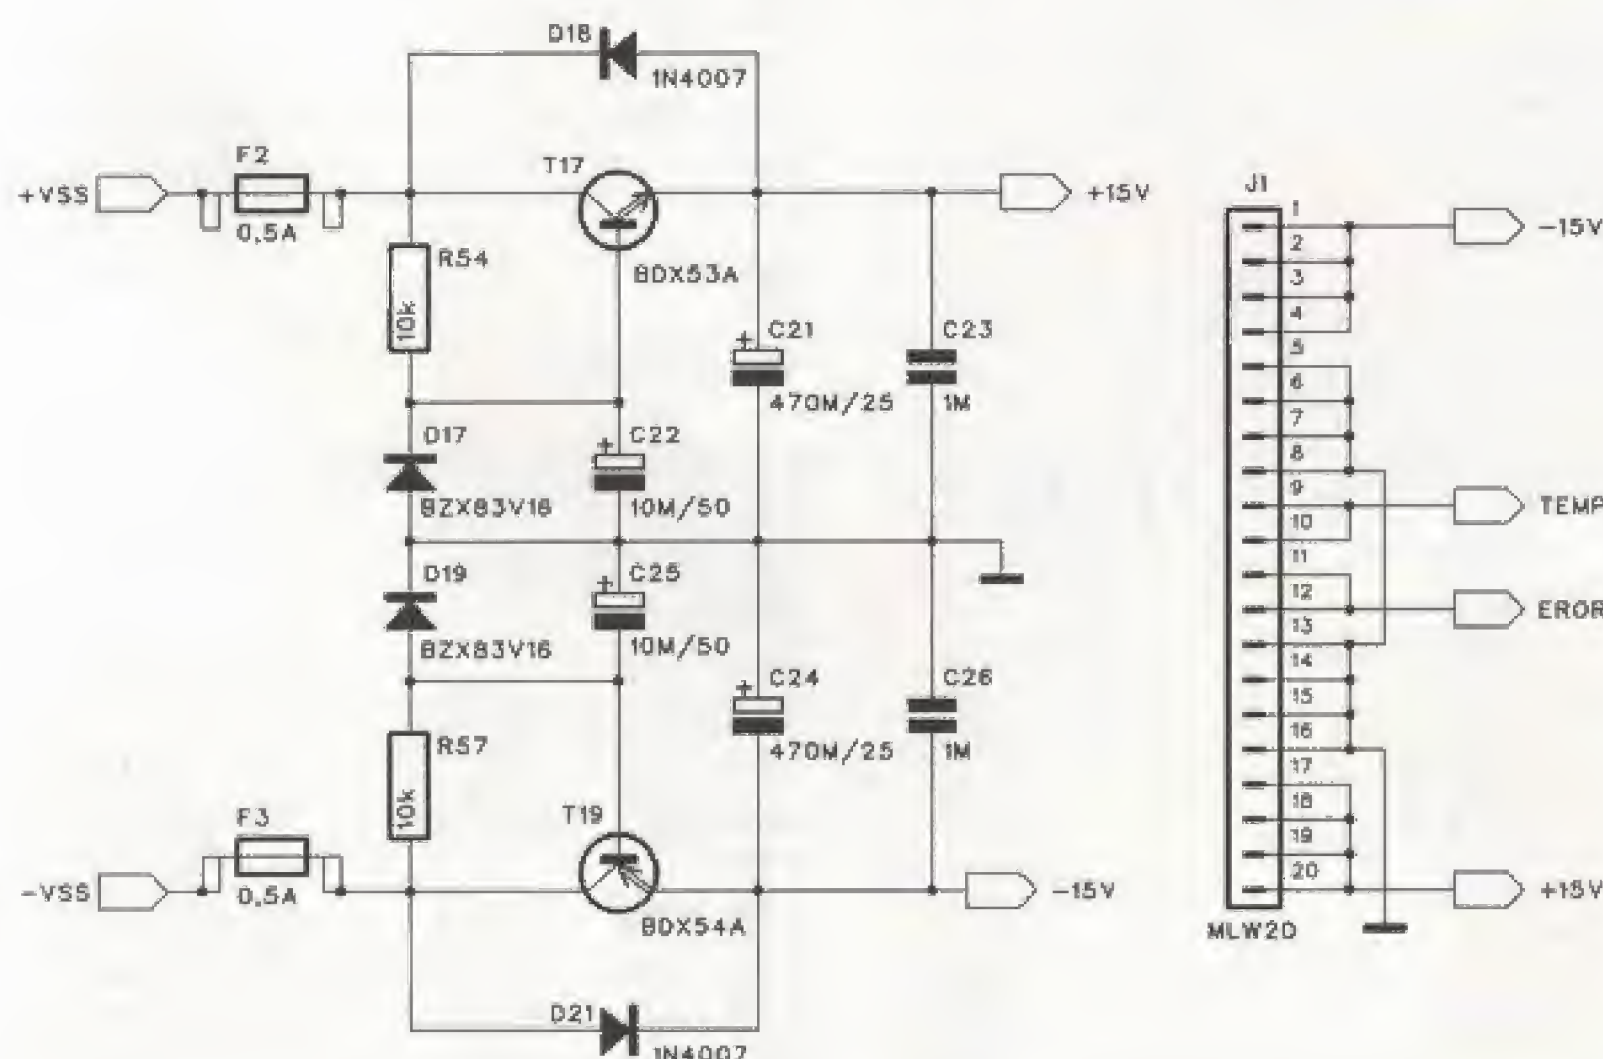 D18
1N4007
F2
T17
+VSS
+15V
0,5A
R54
BDX53A
10k
C21
C23
470M/25
1M
D17
C22
BZX83V16
10M/50
D19
C25
BZX83V16
10M/50
C24
C26
470M/25
1M
R57
10k
F3
T19
-VSS
-15V
0,5A
BDX54A
D21
1N4007
J1
1
-15V
2
3
4
5
6
7
8
9
TEMP
10
11
12
EROR
13
14
15
16
17
18
19
20
+15V
MLW20